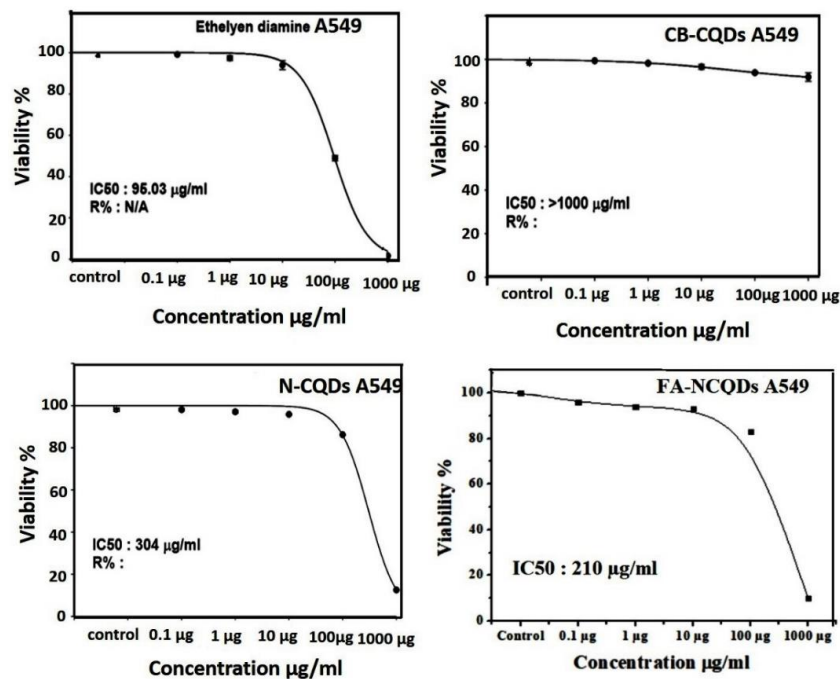 Ethelyen diamine A549
100
80
60
40
20
0
Viability %
IC50 : 95.03 µg/ml
R% : N/A
control 0.1 µg 1 µg 10 µg 100µg 1000 µg
Concentration µg/ml
CB-CQDs A549
100
80
60
40
20
0
Viability %
IC50 : >1000 µg/ml
R% :
control 0.1 µg 1 µg 10 µg 100µg 1000 µg
Concentration µg/ml
N-CQDs A549
100
80
60
40
20
0
Viability %
IC50 : 304 µg/ml
R% :
control 0.1 µg 1 µg 10 µg 100µg 1000 µg
Concentration µg/ml
FA-NCQDs A549
100
80
60
40
20
0
Viability %
IC50 : 210 µg/ml
Control 0.1 µg 1 µg 10 µg 100 µg 1000 µg
Concentration µg/ml